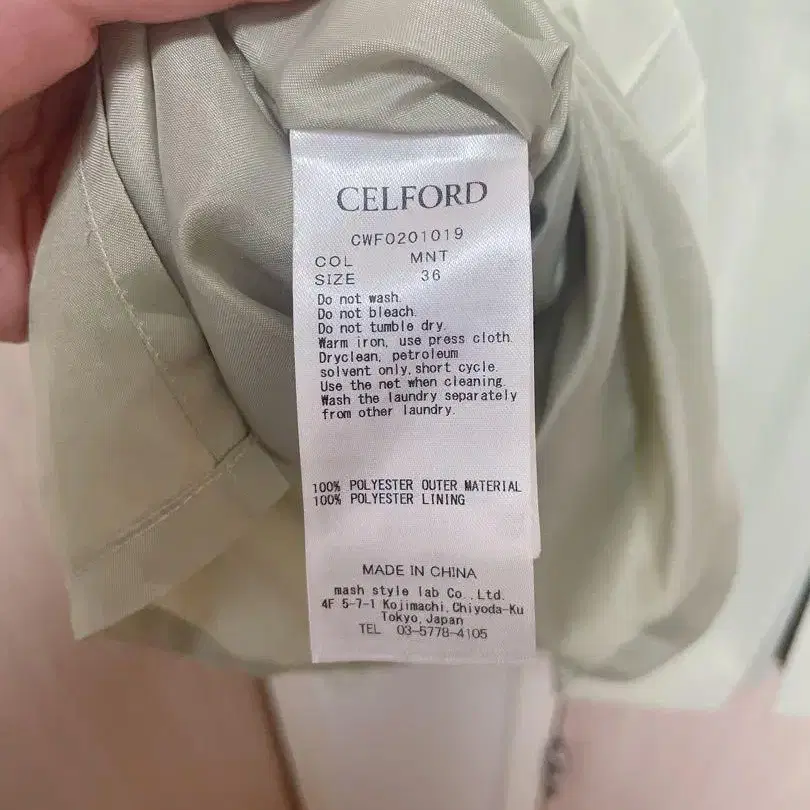 CELFORD
CWF0201019
COL MNT
SIZE 36
Do not wash.
Do not bleach.
Do not tumble dry.
Warm iron, use press cloth.
Dryclean, petroleum
solvent only, short cycle.
Use the net when cleaning.
Wash the laundry separately
from other laundry.
100% POLYESTER OUTER MATERIAL
100% POLYESTER LINING
MADE IN CHINA
mash style lab Co., Ltd.
4F 5-7-1 Kojimachi, Chiyoda-Ku
Tokyo, Japan
TEL 03-5778-4105